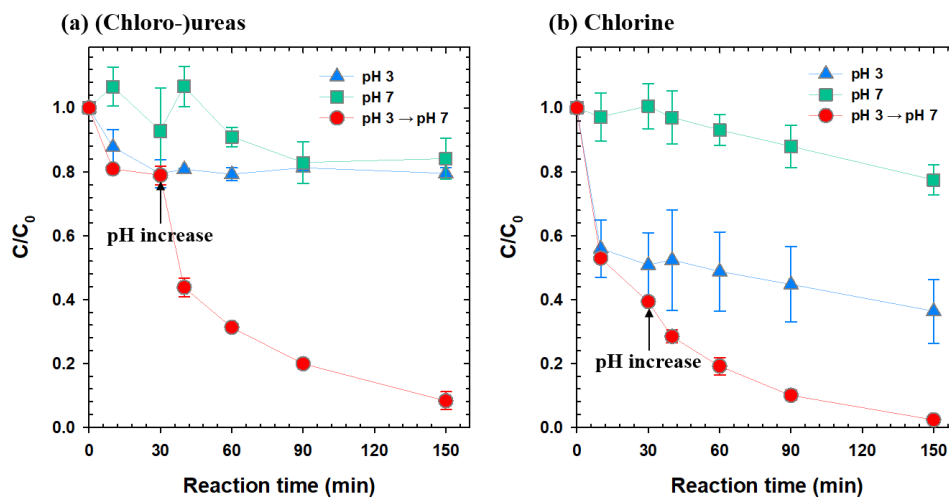 (a) (Chloro-)ureas
pH 3
pH 7
pH 3 → pH 7
pH increase
C/C0
1.0
0.8
0.6
0.4
0.2
0.0
0 30 60 90 120 150
Reaction time (min)
(b) Chlorine
pH 3
pH 7
pH 3 → pH 7
pH increase
C/C0
1.0
0.8
0.6
0.4
0.2
0.0
0 30 60 90 120 150
Reaction time (min)